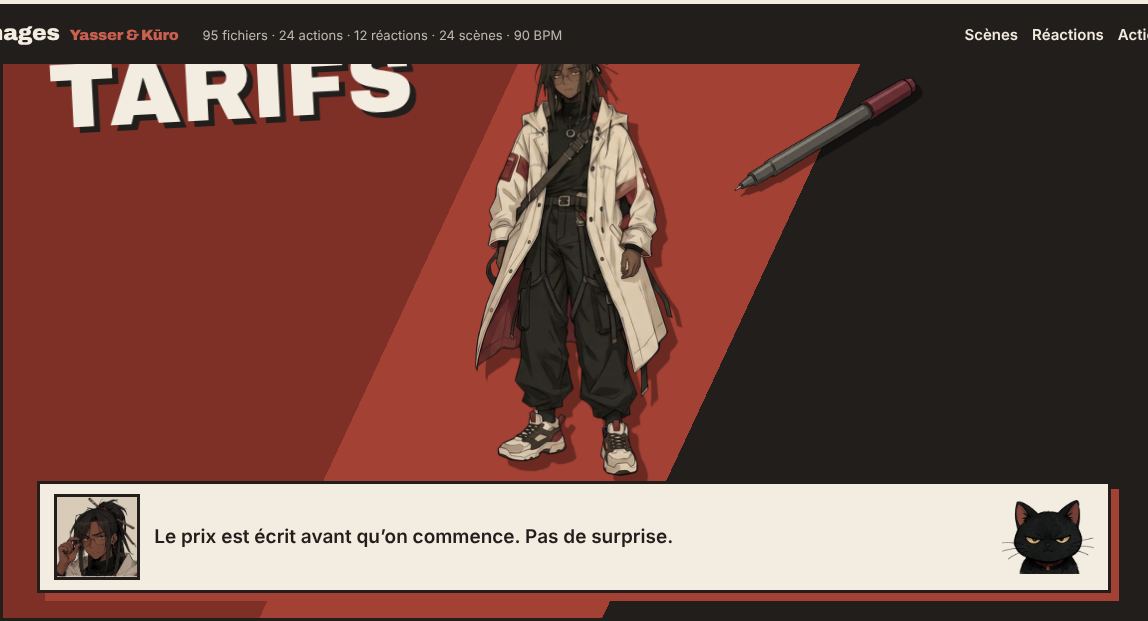 Yasser & Kūro
95 fichiers · 24 actions · 12 réactions · 24 scènes · 90 BPM
Scènes
Réactions
TARIFS
Le prix est écrit avant qu’on commence. Pas de surprise.